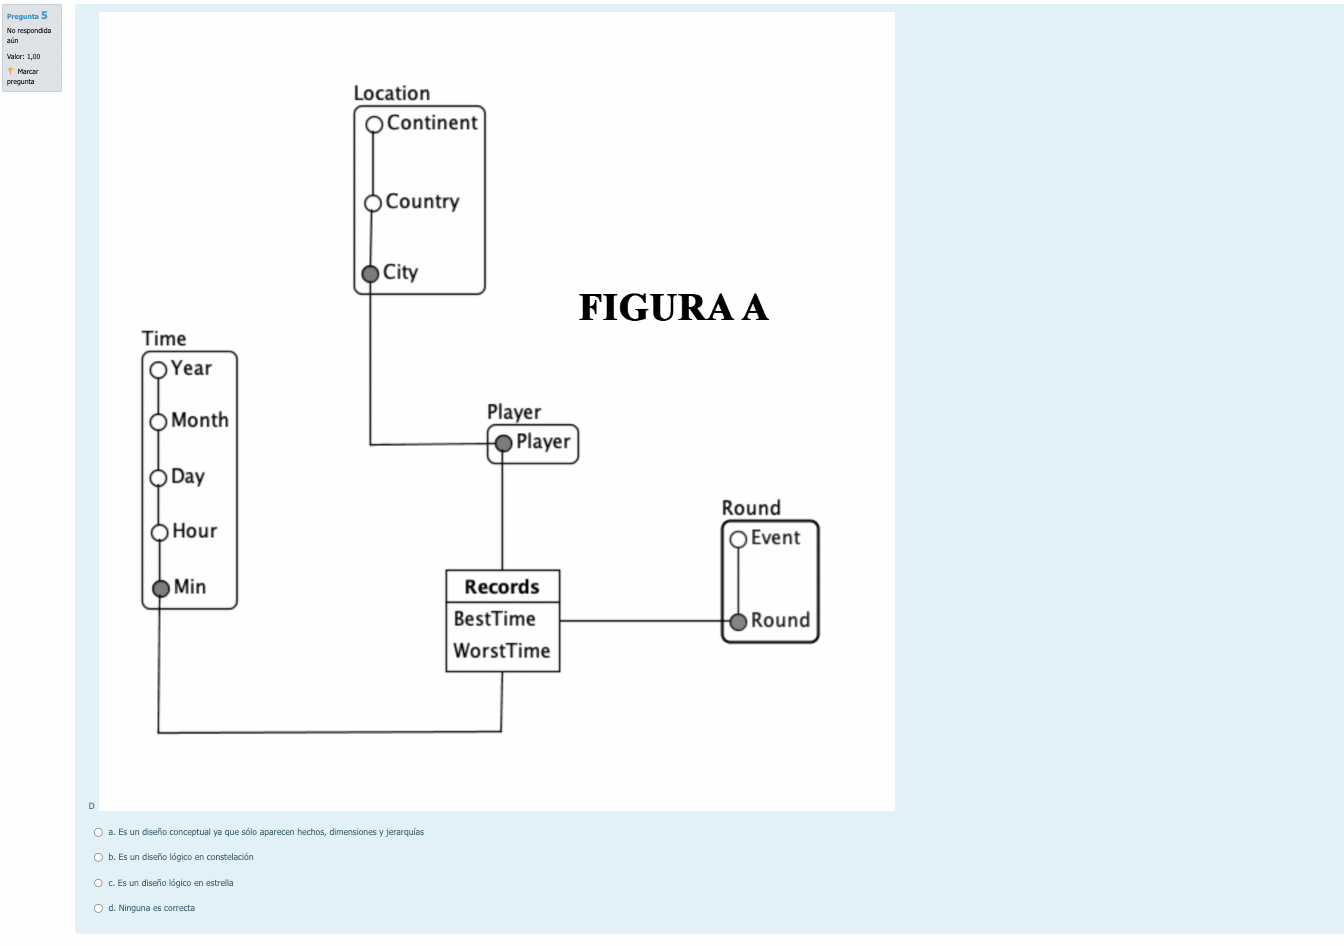 Pregunta 5
No respondida
aún
Valor: 1,00
Marcar
pregunta
Location
Continent
Country
City
FIGURA A
Time
Year
Month
Day
Hour
Min
Player
Player
Round
Event
Round
Records
BestTime
WorstTime
D
a. Es un diseño conceptual ya que sólo aparecen hechos, dimensiones y jerarquías
b. Es un diseño lógico en constelación
c. Es un diseño lógico en estrella
d. Ninguna es correcta